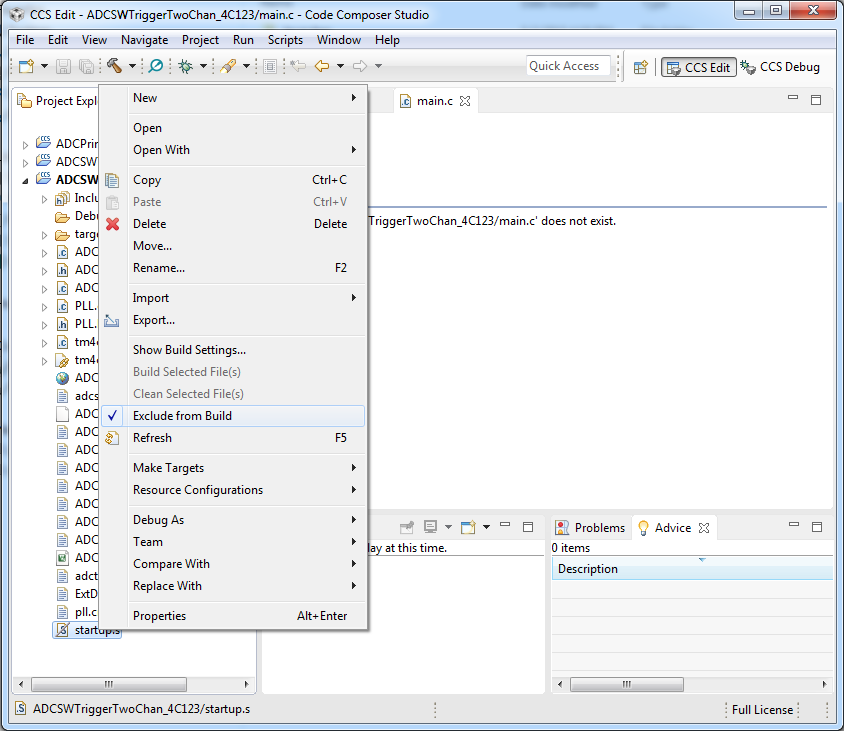 CCS Edit - ADCSWTriggerTwoChan_4C123/main.c - Code Composer Studio
File Edit View Navigate Project Run Scripts Window Help
Quick Access
CCS Edit
CCS Debug
Project Expl
main.c
ADCPri
ADCSW
ADCSW
Inclu
Deb
targe
ADC
ADC
ADC
PLL.
PLL.
tm4
tm4
ADC
adcs
ADC
ADC
ADC
ADC
ADC
ADC
ADC
ADC
ADC
adct
ExtD
pll.c
startup.s
New
Open
Open With
Copy Ctrl+C
Paste Ctrl+V
Delete Delete
Move...
Rename... F2
Import
Export...
Show Build Settings...
Build Selected File(s)
Clean Selected File(s)
Exclude from Build
Refresh F5
Make Targets
Resource Configurations
Debug As
Team
Compare With
Replace With
Properties Alt+Enter
TriggerTwoChan_4C123/main.c' does not exist.
lay at this time.
Problems
Advice
0 items
Description
ADCSWTriggerTwoChan_4C123/startup.s
Full License